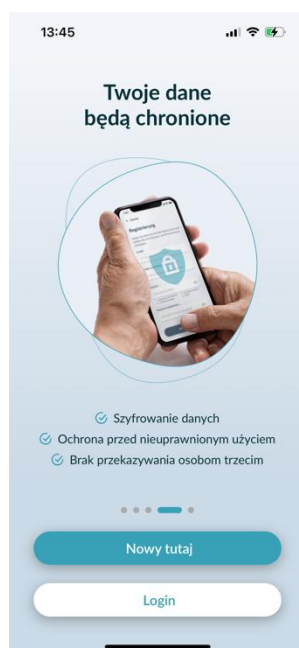 13:45
Twoje dane
będą chronione
Registrierung
Szyfrowanie danych
Ochrona przed nieuprawnionym użyciem
Brak przekazywania osobom trzecim
Nowy tutaj
Login